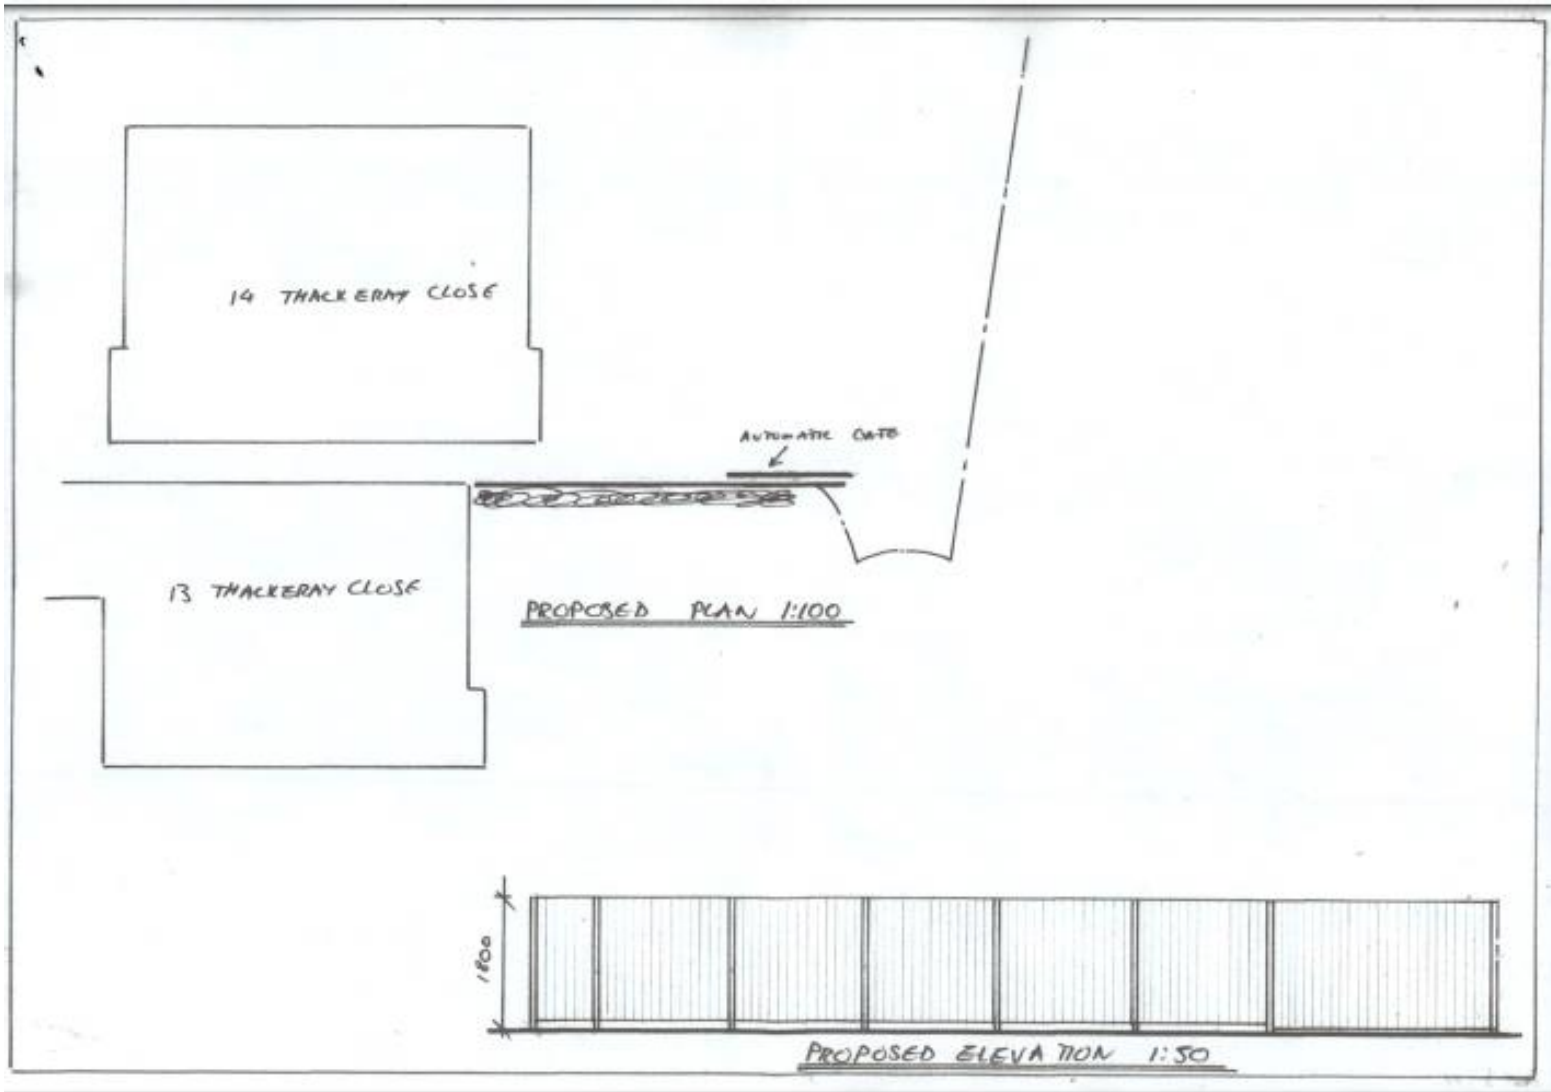 14 THACKERAY CLOSE
AUTOMATIC GATE
13 THACKERAY CLOSE
PROPOSED PLAN 1:100
1800
PROPOSED ELEVATION 1:50